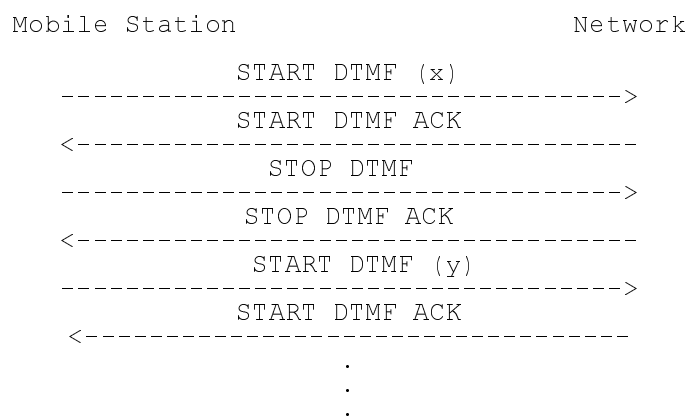 Mobile Station Network
START DTMF (x)
----------------------------------->
START DTMF ACK
<-----------------------------------
STOP DTMF
----------------------------------->
STOP DTMF ACK
<-----------------------------------
START DTMF (y)
----------------------------------->
START DTMF ACK
<----------------------------------
.
.
.